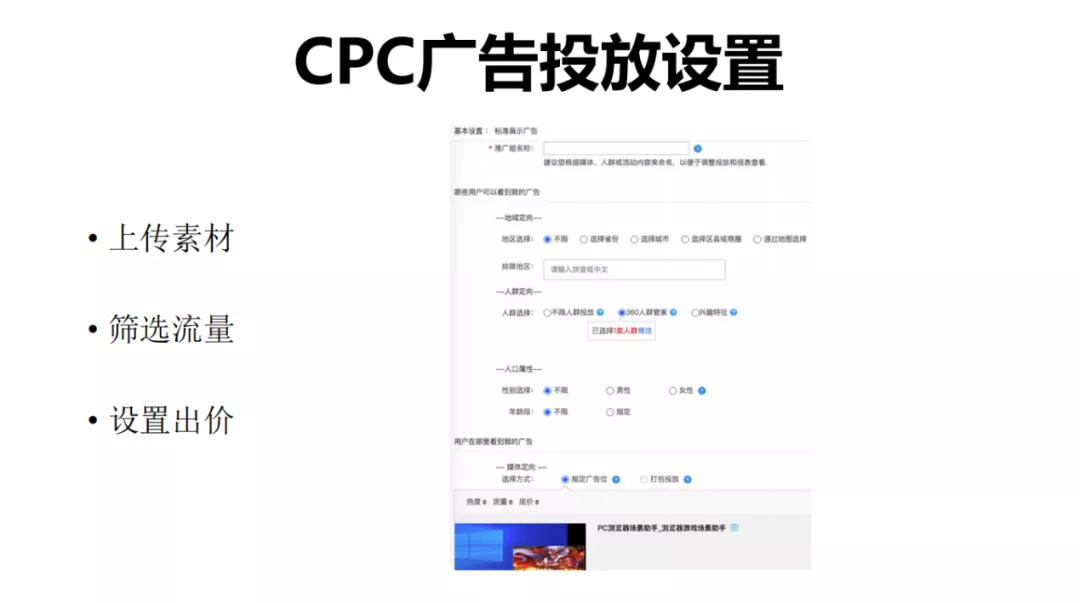 CPC广告投放设置
• 上传素材
• 筛选流量
• 设置出价
基本设置： 标准展示广告
* 推广组名称：
建议您根据媒体、人群或活动内容来命名，以便于调整投放和报表查看.
哪些用户可以看到我的广告
---地域定向---
地区选择： 不限 选择省份 选择城市 选择区县或商圈 通过地图选择
排除地区： 请输入拼音或中文
---人群定向---
人群选择： 不限人群投放 360人群管家 兴趣特征
已选择1类人群修改
---人口属性---
性别选择： 不限 男性 女性
年龄段： 不限 指定
用户在哪里看到我的广告
--- 媒体定向 ---
选择方式： 指定广告位 打包投放
热度 流量 底价
PC浏览器场景助手_浏览器游戏场景助手